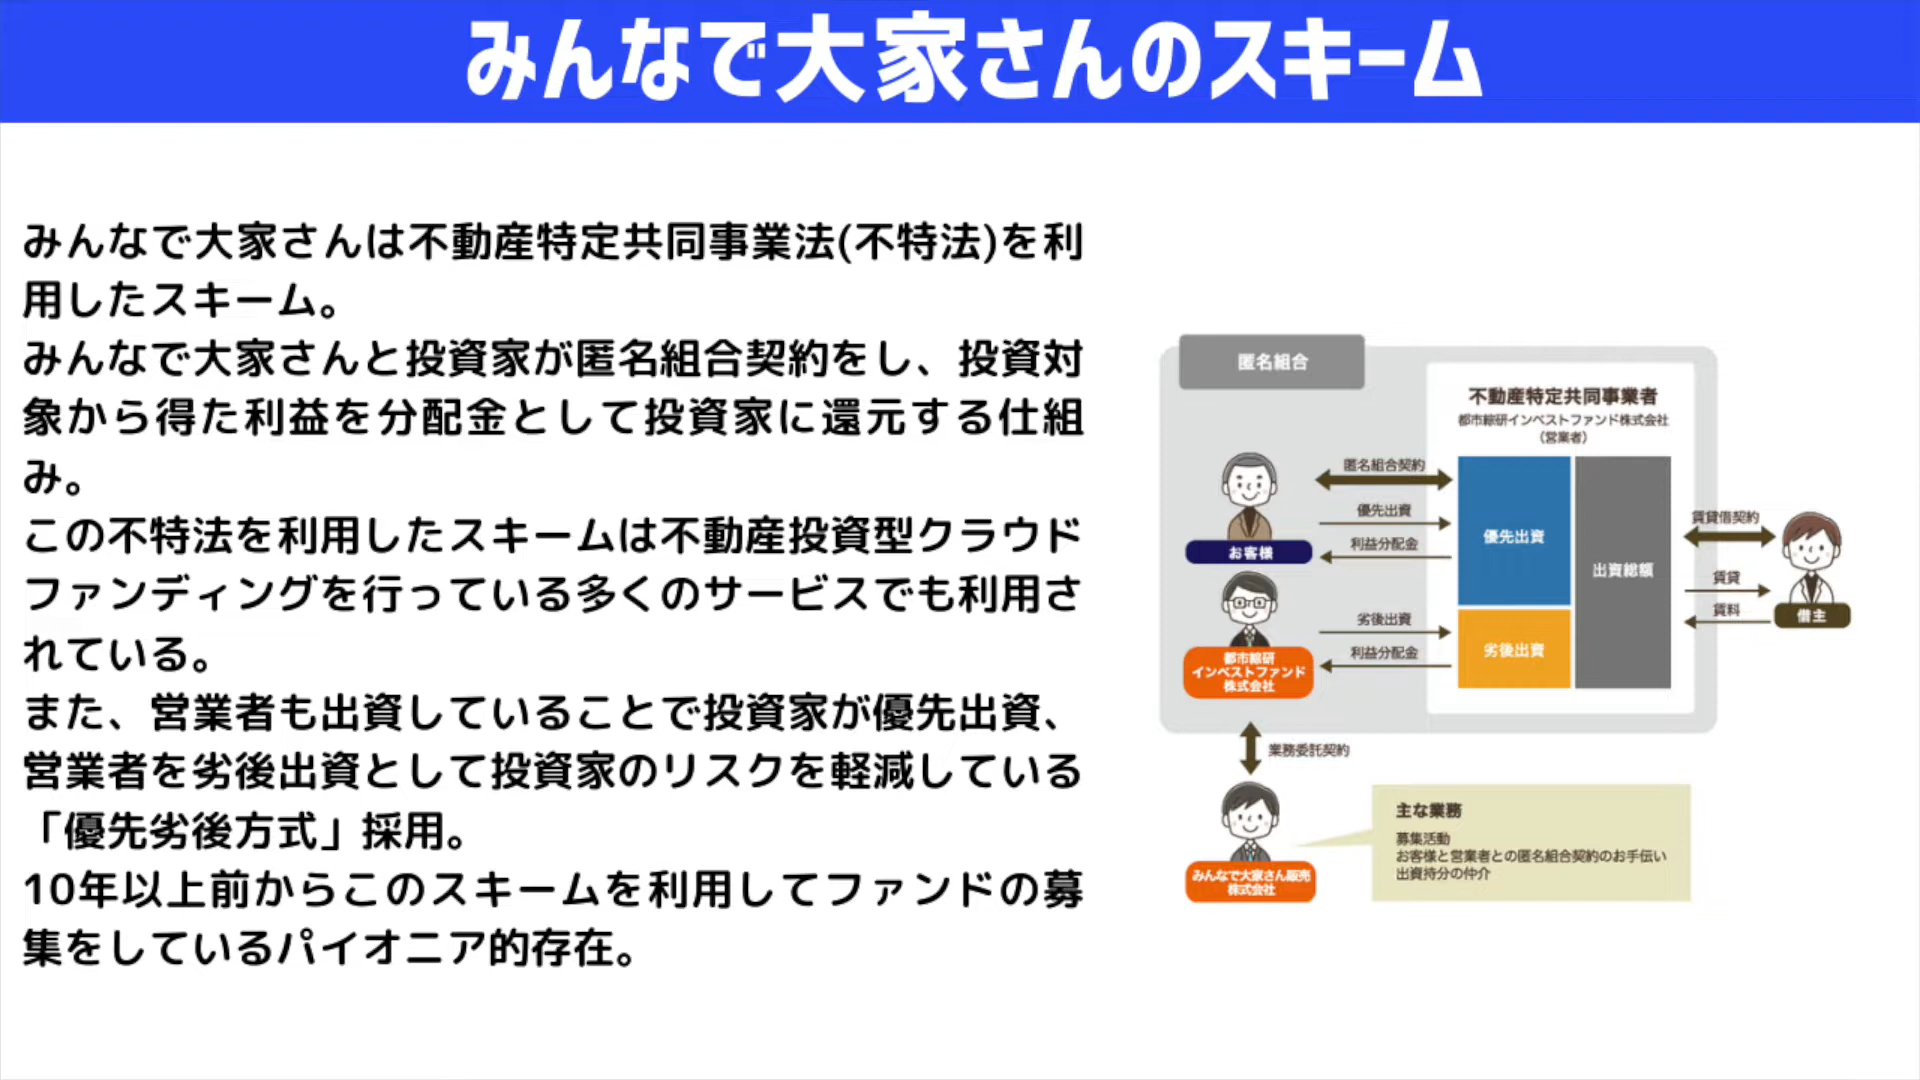 みんなで大家さんのスキーム
みんなで大家さんは不動産特定共同事業法(不特法)を利
用したスキーム。
みんなで大家さんと投資家が匿名組合契約をし、投資対
象から得た利益を分配金として投資家に還元する仕組
み。
この不特法を利用したスキームは不動産投資型クラウド
ファンディングを行っている多くのサービスでも利用さ
れている。
また、営業者も出資していることで投資家が優先出資、
営業者を劣後出資として投資家のリスクを軽減している
「優先劣後方式」採用。
10年以上前からこのスキームを利用してファンドの募
集をしているパイオニア的存在。
匿名組合
不動産特定共同事業者
都市綜研インベストファンド株式会社
(営業者)
匿名組合契約
優先出資
利益分配金
お客様
劣後出資
利益分配金
都市綜研
インベストファンド
株式会社
優先出資
劣後出資
出資総額
賃貸借契約
賃貸
賃料
借主
業務委託契約
みんなで大家さん販売
株式会社
主な業務
募集活動
お客様と営業者との匿名組合契約のお手伝い
出資持分の仲介